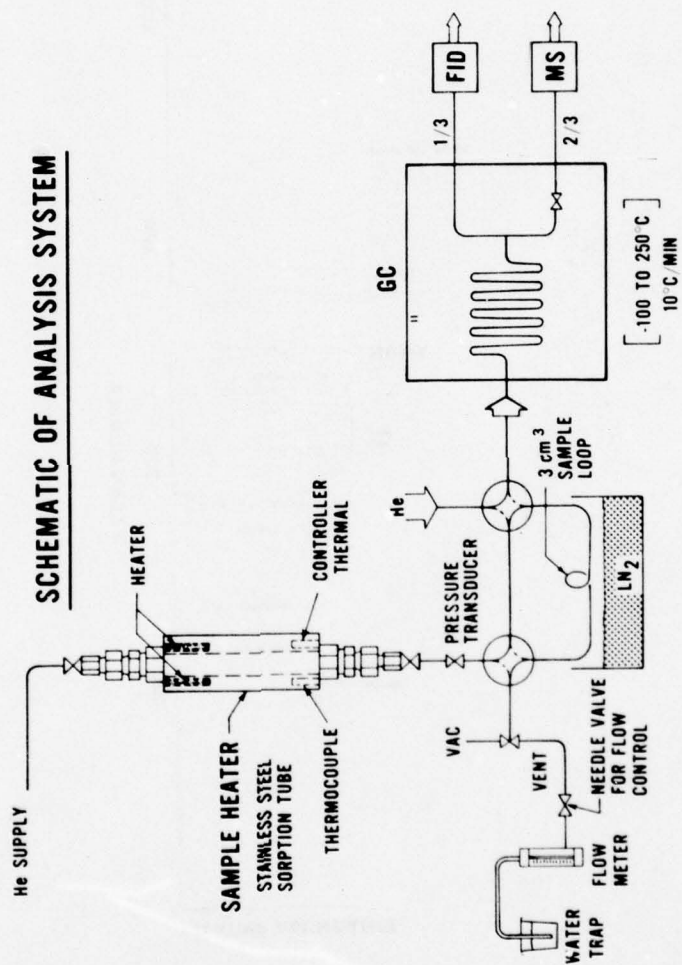 SCHEMATIC OF ANALYSIS SYSTEM
He SUPPLY
HEATER
SAMPLE HEATER
STAINLESS STEEL
SORPTION TUBE
THERMOCOUPLE
CONTROLLER
THERMAL
PRESSURE
TRANSDUCER
VAC
VENT
NEEDLE VALVE
FOR FLOW
CONTROL
FLOW
METER
WATER
TRAP
He
3 cm³
SAMPLE
LOOP
LN₂
GC
1/3
2/3
FID
MS
[-100 TO 250°C
10°C/MIN]